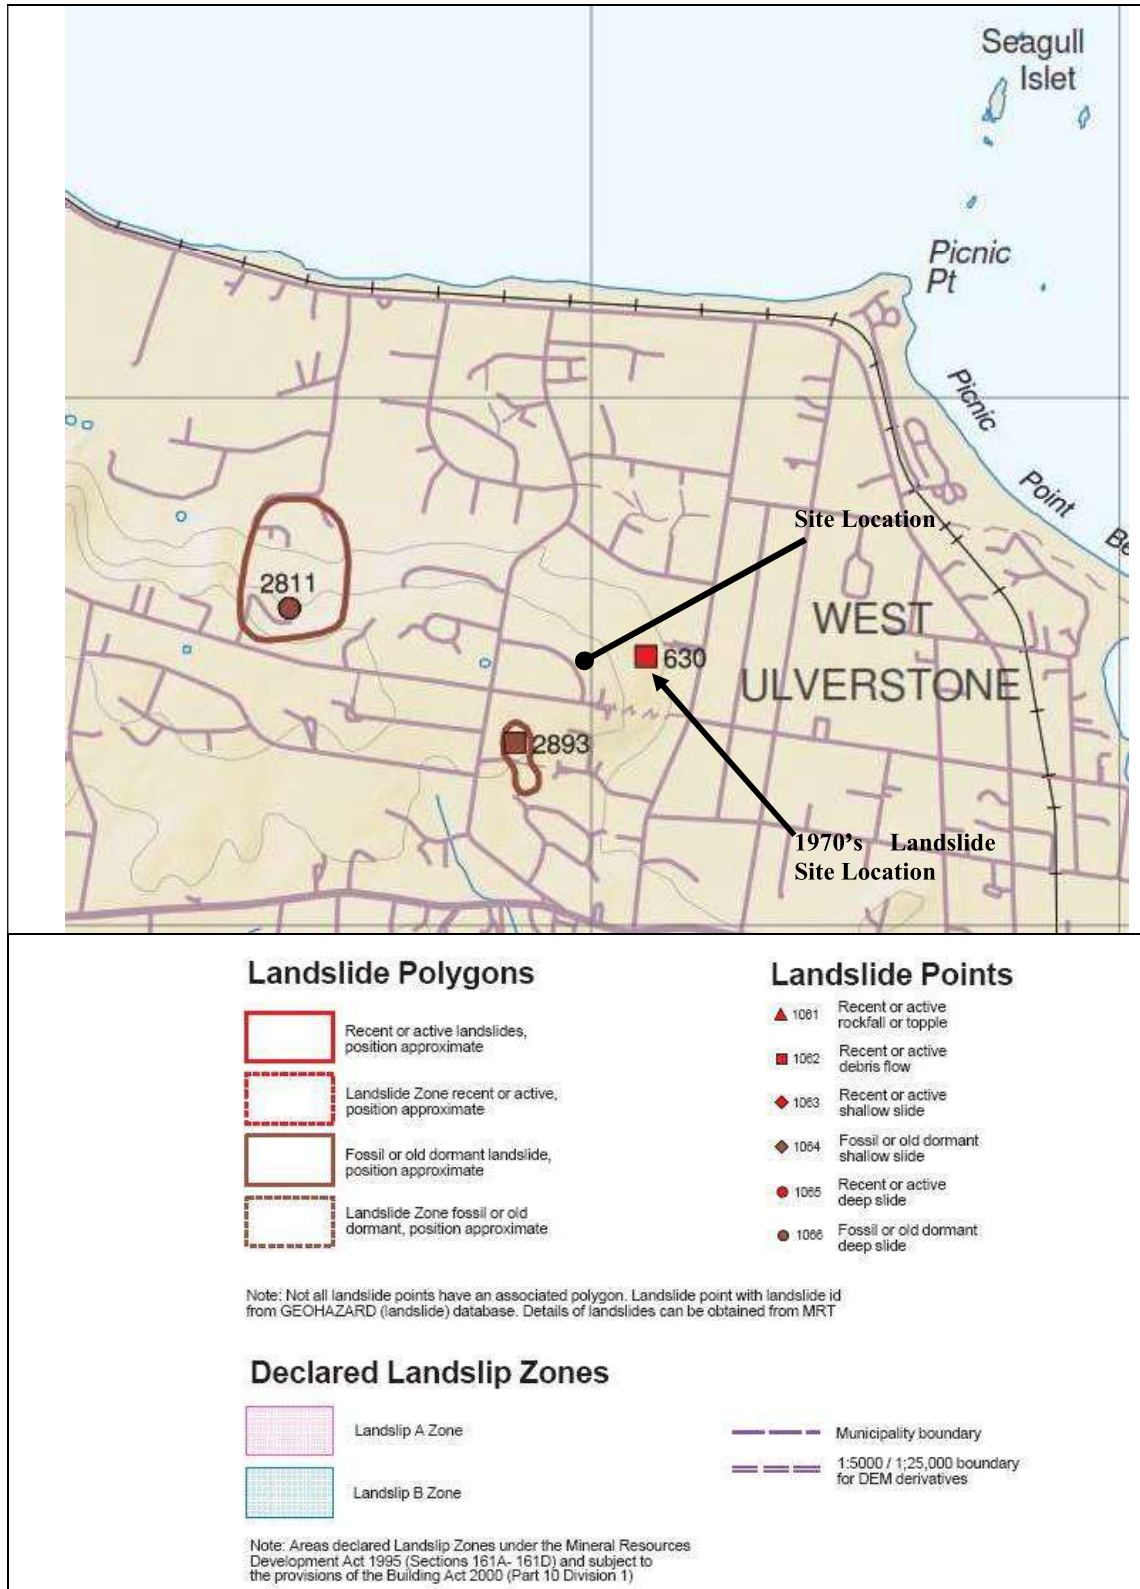 Seagull
Islet
Picnic
Pt
Picnic
Point
Be
Site Location
2811
WEST
630
ULVERSTONE
2893
1970’s Landslide
Site Location
Landslide Polygons
Recent or active landslides,
position approximate
Landslide Zone recent or active,
position approximate
Fossil or old dormant landslide,
position approximate
Landslide Zone fossil or old
dormant, position approximate
Landslide Points
1061 Recent or active
rockfall or topple
1062 Recent or active
debris flow
1063 Recent or active
shallow slide
1064 Fossil or old dormant
shallow slide
1065 Recent or active
deep slide
1066 Fossil or old dormant
deep slide
Note: Not all landslide points have an associated polygon. Landslide point with landslide id
from GEOHAZARD (landslide) database. Details of landslides can be obtained from MRT
Declared Landslip Zones
Landslip A Zone
Landslip B Zone
Municipality boundary
1:5000 / 1;25,000 boundary
for DEM derivatives
Note: Areas declared Landslip Zones under the Mineral Resources
Development Act 1995 (Sections 161A- 161D) and subject to
the provisions of the Building Act 2000 (Part 10 Division 1)